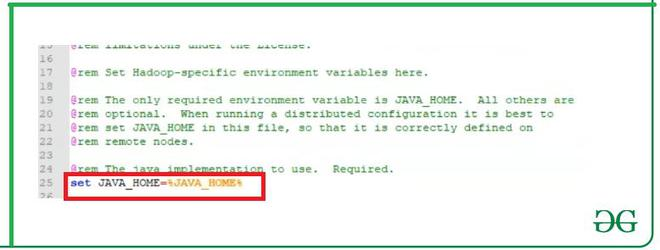 15 @rem limitations under the License.
16
17 @rem Set Hadoop-specific environment variables here.
18
19 @rem The only required environment variable is JAVA_HOME.  All others are
20 @rem optional.  When running a distributed configuration it is best to
21 @rem set JAVA_HOME in this file, so that it is correctly defined on
22 @rem remote nodes.
23
24 @rem The java implementation to use.  Required.
25 set JAVA_HOME=%JAVA_HOME%
26